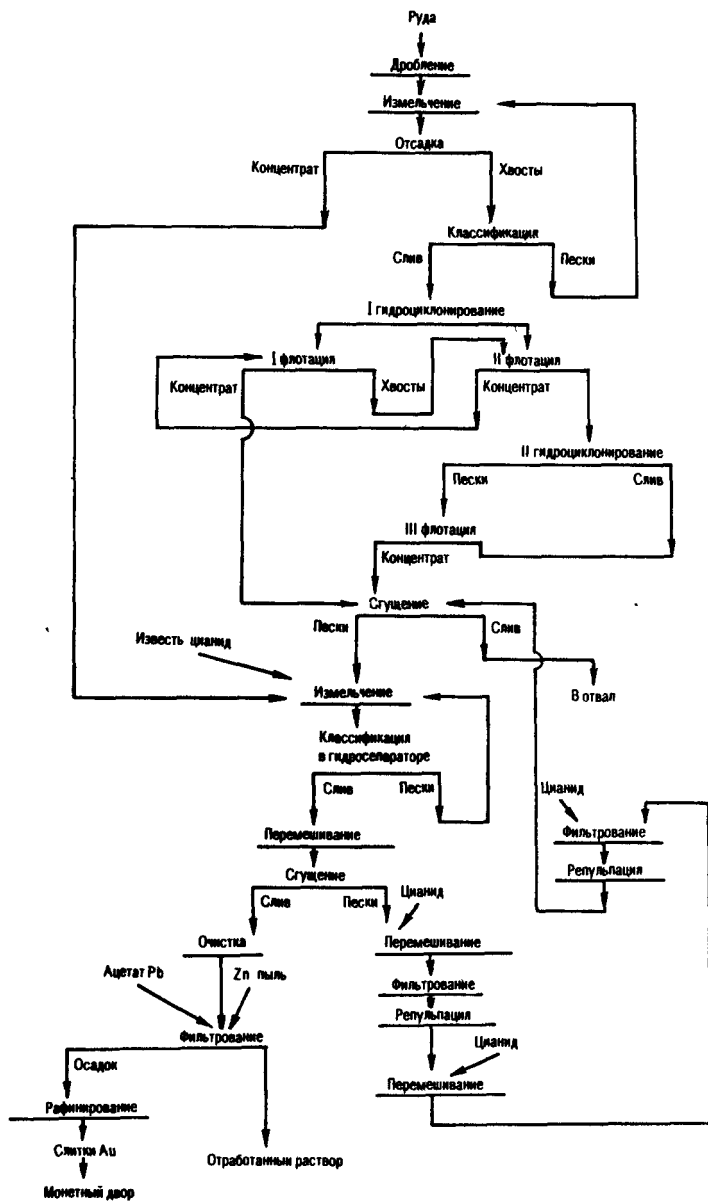 Руда
Дробление
Измельчение
Отсадка
Концентрат
Хвосты
Классификация
Слив
Пески
I гидроциклонирование
I флотация
II флотация
Концентрат
Хвосты
Концентрат
II гидроциклонирование
Пески
Слив
III флотация
Концентрат
Сгущение
Пески
Слив
Известь цианид
В отвал
Измельчение
Классификация
в гидросепараторе
Слив
Пески
Цианид
Перемешивание
Фильтрование
Сгущение
Репульпация
Слив
Пески
Цианид
Очистка
Перемешивание
Ацетат Pb
Zn пыль
Фильтрование
Репульпация
Фильтрование
Осадок
Цианид
Рафинирование
Перемешивание
Слитки Au
Отработанный раствор
Монетный двор